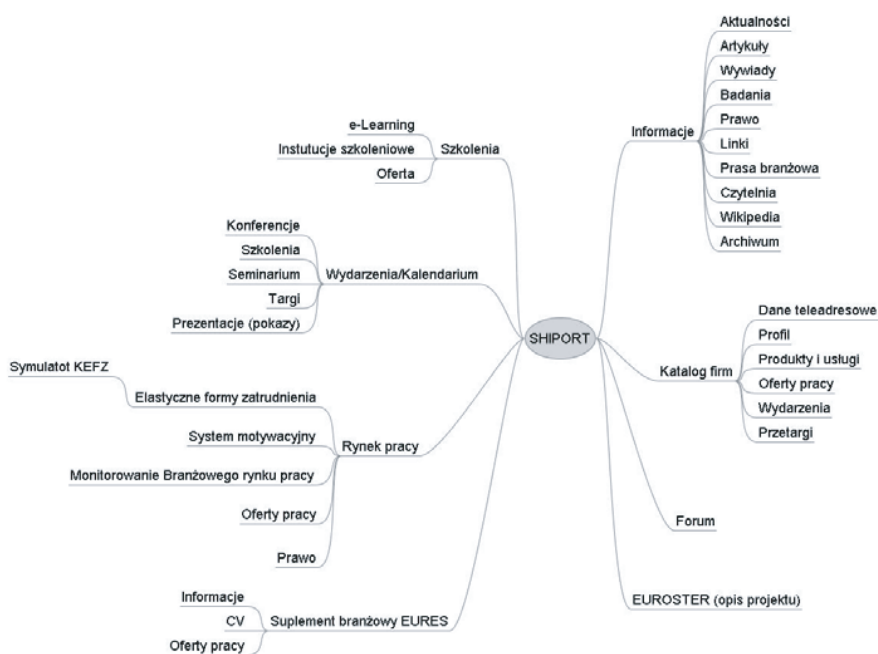 SHIPORT
Informacje
Aktualności
Artykuły
Wywiady
Badania
Prawo
Linki
Prasa branżowa
Czytelnia
Wikipedia
Archiwum
Katalog firm
Dane teleadresowe
Profil
Produkty i usługi
Oferty pracy
Wydarzenia
Przetargi
Forum
EUROSTER (opis projektu)
Szkolenia
e-Learning
Instutucje szkoleniowe
Oferta
Wydarzenia/Kalendarium
Konferencje
Szkolenia
Seminarium
Targi
Prezentacje (pokazy)
Rynek pracy
Elastyczne formy zatrudnienia
Symulatot KEFZ
System motywacyjny
Monitorowanie Branżowego rynku pracy
Oferty pracy
Prawo
Suplement branżowy EURES
Informacje
CV
Oferty pracy